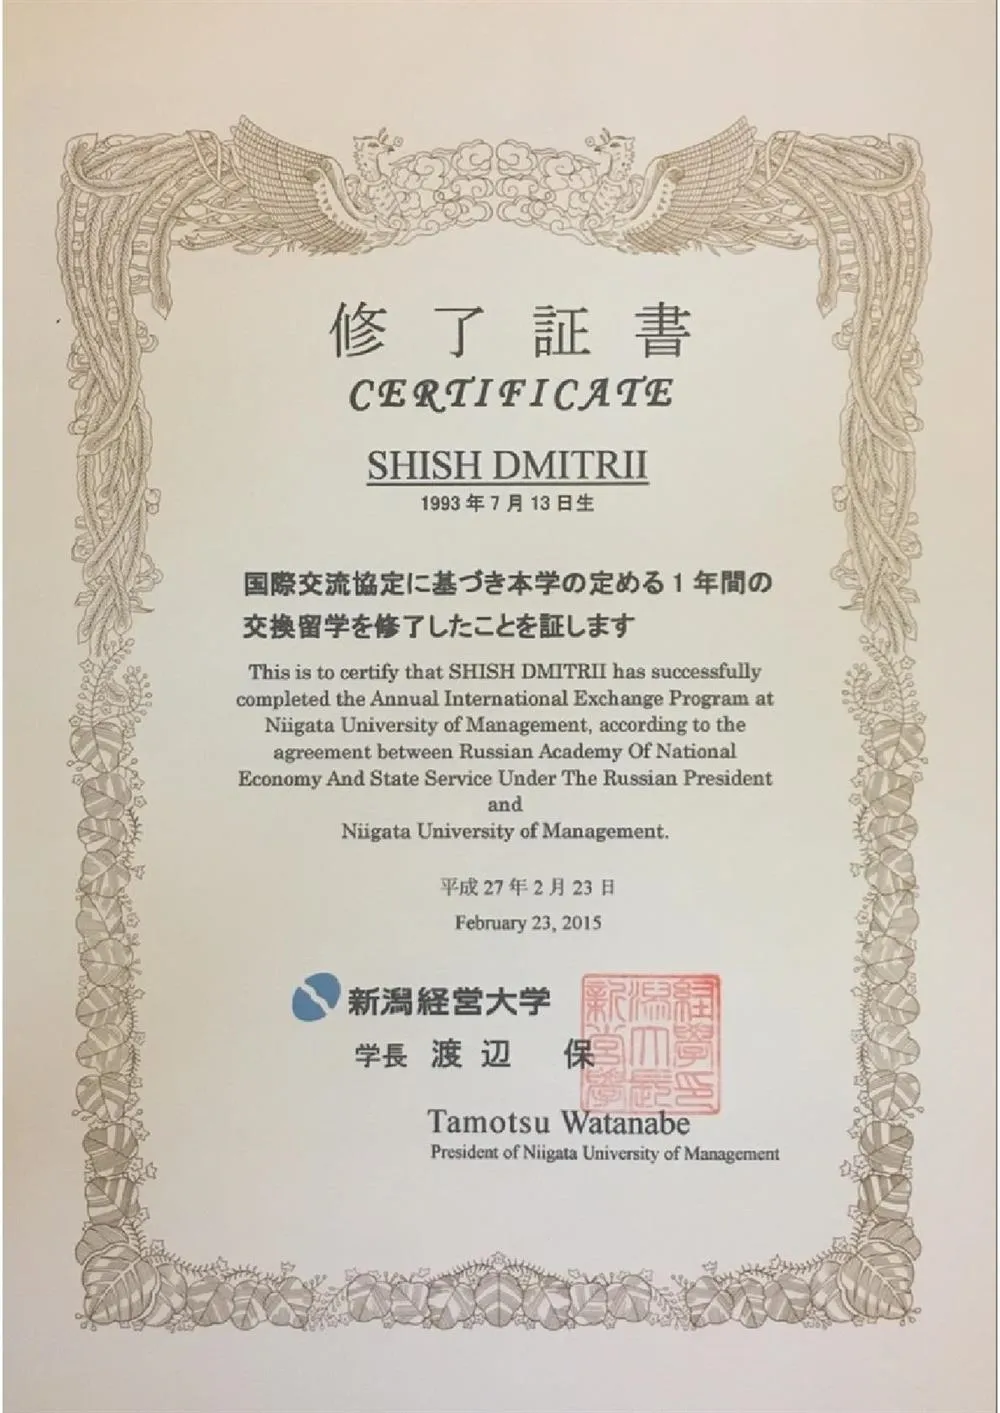 修了証書
CERTIFICATE
SHISH DMITRII
1993年7月13日生
国際交流協定に基づき本学の定める1年間の
交換留学を修了したことを証します
This is to certify that SHISH DMITRII has successfully
completed the Annual International Exchange Program at
Niigata University of Management, according to the
agreement between Russian Academy Of National
Economy And State Service Under The Russian President
and
Niigata University of Management.
平成27年2月23日
February 23, 2015
新潟経営大学
学長 渡辺 保
Tamotsu Watanabe
President of Niigata University of Management